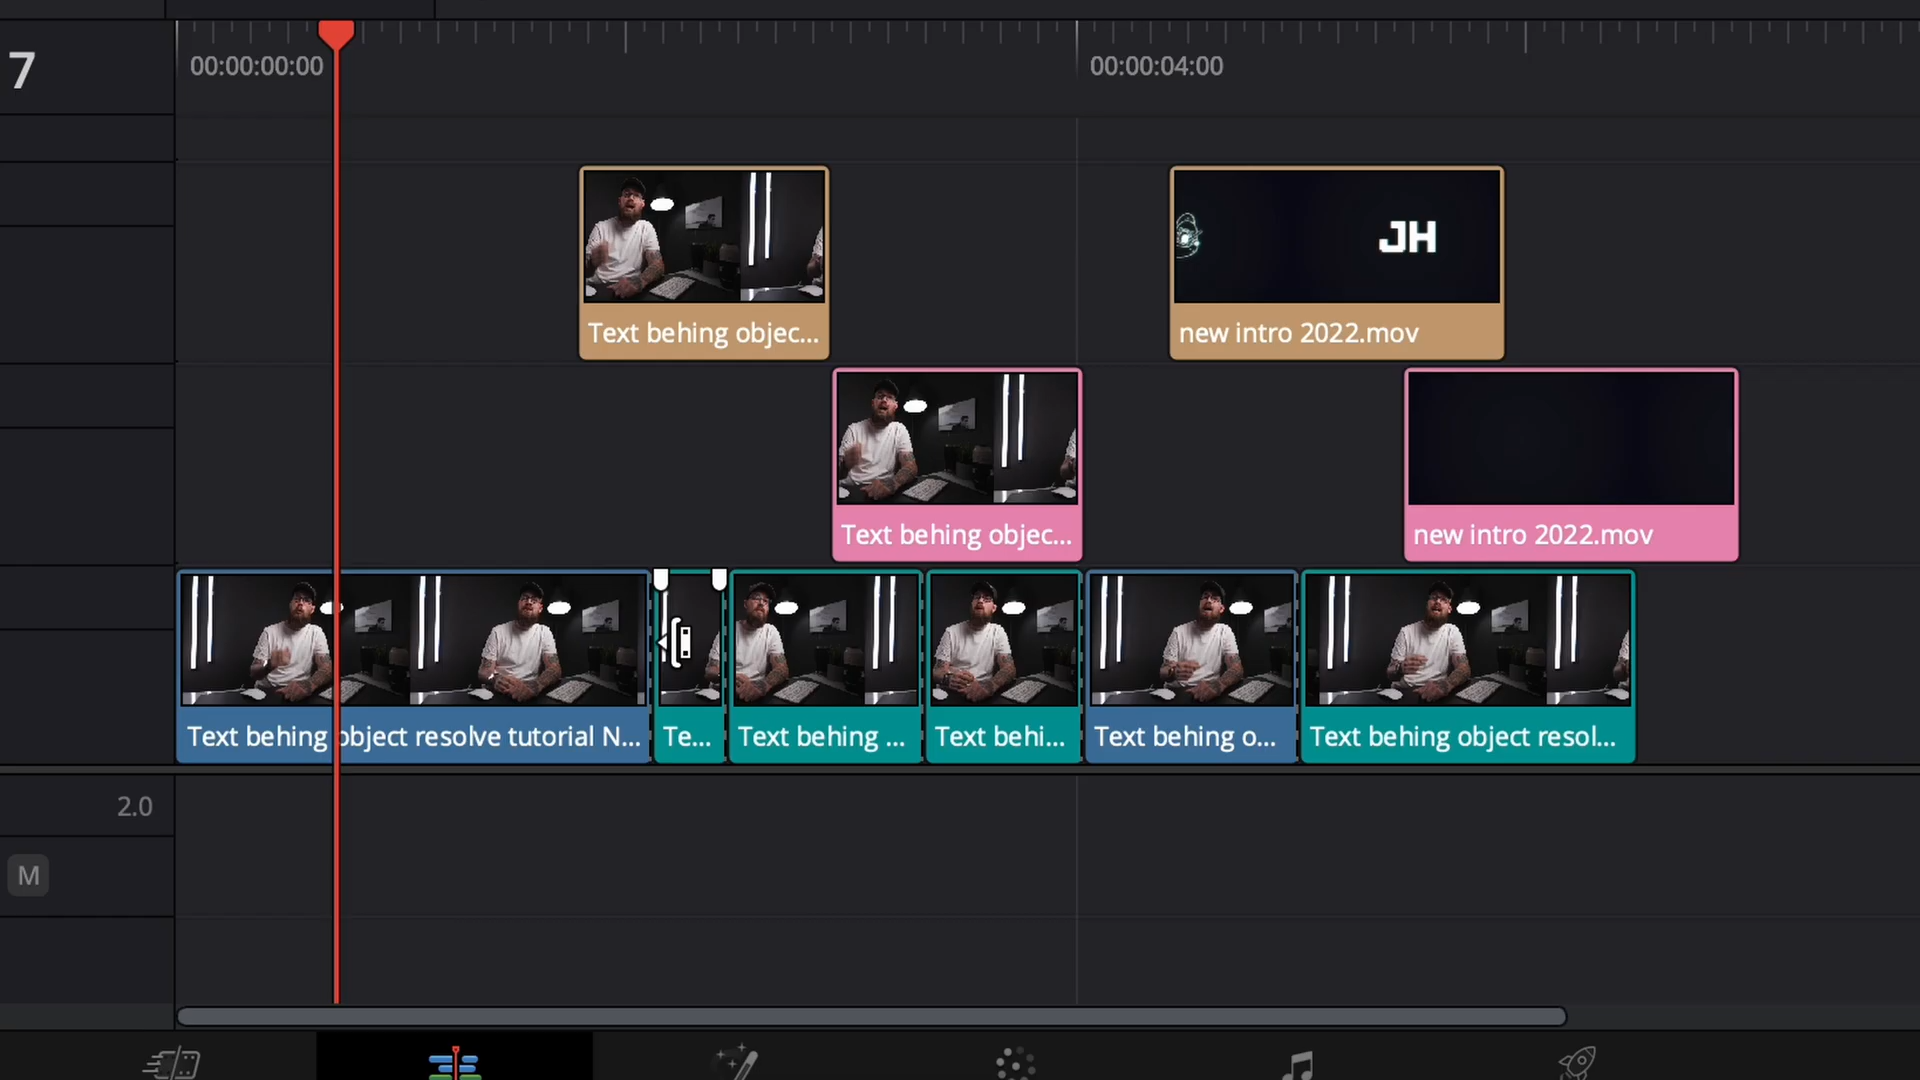 7
00:00:00:00
00:00:04:00
JH
Text behing objec...
new intro 2022.mov
Text behing objec...
new intro 2022.mov
Text behing object resolve tutorial N...
Te...
Text behing ...
Text behi...
Text behing o...
Text behing object resol...
2.0
M